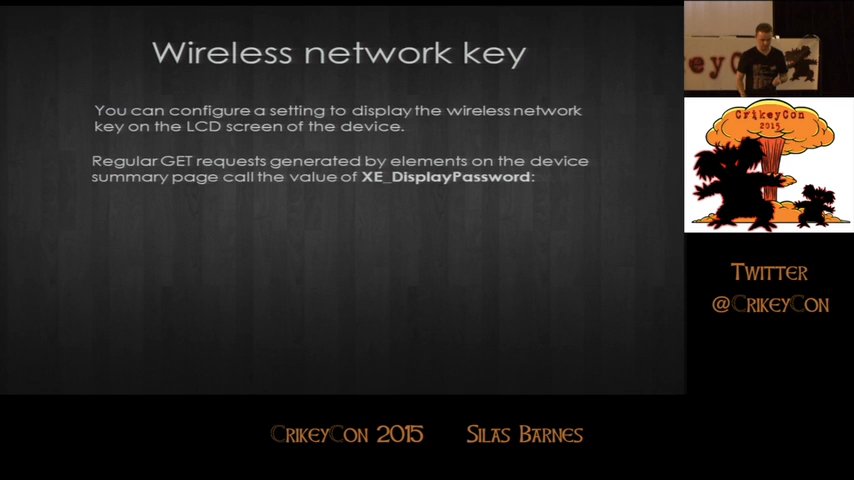 Wireless network key
You can configure a setting to display the wireless network
key on the LCD screen of the device.
Regular GET requests generated by elements on the device
summary page call the value of XE_DisplayPassword:
CrikeyCon
2015
Twitter
@CrikeyCon
CrikeyCon 2015 Silas Barnes